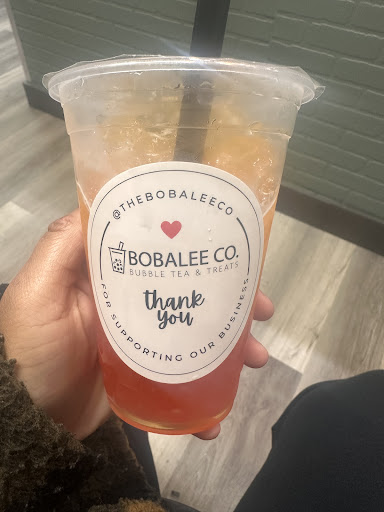 @THEBOBALEECO
BOBALEE CO.
BUBBLE TEA & TREATS
thank
you
FOR SUPPORTING OUR BUSINESS